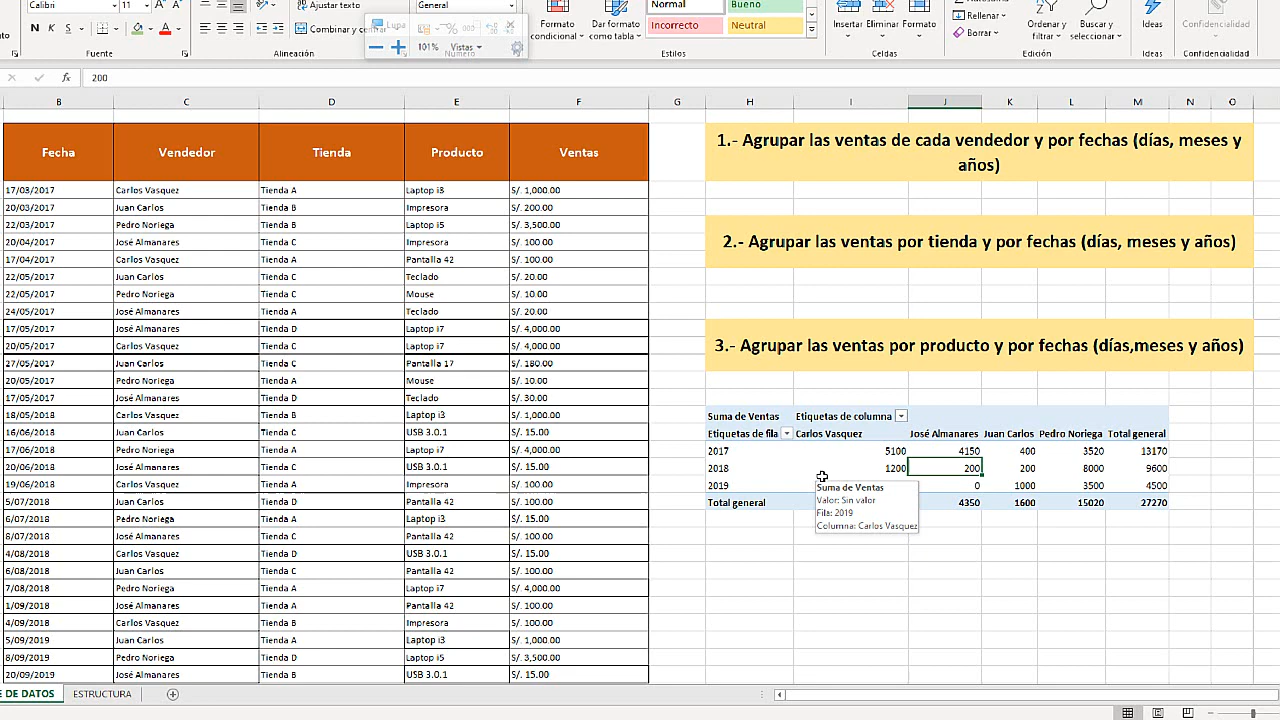 Calibri 11 A A Ajustar texto General Normal Bueno Rellenar
N K S Combinar y Lupa Formato Dar formato Incorrecto Neutral Insertar Eliminar Formato Ordenar y Buscar y Ideas Confidencialidad
condicional como tabla Borrar filtrar seleccionar
101% Vistas
Fuente Alineación Número Estilos Celdas Edición Ideas Confidencialidad
fx 200
B C D E F G H I J K L M N O
Fecha Vendedor Tienda Producto Ventas
17/03/2017 Carlos Vasquez Tienda A Laptop i3 S/. 1,000.00
20/03/2017 Juan Carlos Tienda B Impresora S/. 200.00
22/03/2017 Pedro Noriega Tienda B Laptop i5 S/. 3,500.00
20/04/2017 José Almanares Tienda C Impresora S/. 100.00
17/04/2017 Carlos Vasquez Tienda A Pantalla 42 S/. 100.00
22/05/2017 Juan Carlos Tienda C Teclado S/. 20.00
22/05/2017 Pedro Noriega Tienda C Mouse S/. 10.00
24/05/2017 José Almanares Tienda A Teclado S/. 20.00
17/05/2017 José Almanares Tienda D Laptop i7 S/. 4,000.00
20/05/2017 Carlos Vasquez Tienda C Laptop i7 S/. 4,000.00
27/05/2017 Juan Carlos Tienda C Pantalla 17 S/. 180.00
20/05/2017 Pedro Noriega Tienda A Mouse S/. 10.00
17/05/2017 José Almanares Tienda D Teclado S/. 30.00
18/05/2018 Carlos Vasquez Tienda B Laptop i3 S/. 1,000.00
16/06/2018 Juan Carlos Tienda C USB 3.0.1 S/. 15.00
17/06/2018 Pedro Noriega Tienda A Laptop i7 S/. 4,000.00
20/06/2018 José Almanares Tienda C USB 3.0.1 S/. 15.00
19/06/2018 Carlos Vasquez Tienda A Impresora S/. 100.00
5/07/2018 Juan Carlos Tienda D Pantalla 42 S/. 100.00
6/07/2018 Pedro Noriega Tienda A Laptop i3 S/. 15.00
8/07/2018 José Almanares Tienda C Pantalla 42 S/. 100.00
4/08/2018 Carlos Vasquez Tienda D USB 3.0.1 S/. 15.00
6/08/2018 Juan Carlos Tienda C Pantalla 42 S/. 100.00
7/08/2018 Pedro Noriega Tienda A Laptop i7 S/. 4,000.00
1/09/2018 José Almanares Tienda A Pantalla 42 S/. 100.00
4/09/2018 Carlos Vasquez Tienda B Impresora S/. 100.00
5/09/2019 Juan Carlos Tienda A Laptop i3 S/. 1,000.00
8/09/2019 Pedro Noriega Tienda D Laptop i5 S/. 3,500.00
20/09/2019 José Almanares Tienda B USB 3.0.1 S/. 15.00
1.- Agrupar las ventas de cada vendedor y por fechas (días, meses y
años)
2.- Agrupar las ventas por tienda y por fechas (días, meses y años)
3.- Agrupar las ventas por producto y por fechas (días,meses y años)
Suma de Ventas Etiquetas de columna
Etiquetas de fila Carlos Vasquez José Almanares Juan Carlos Pedro Noriega Total general
2017 5100 4150 400 3520 13170
2018 1200 200 200 8000 9600
2019 0 1000 3500 4500
Total general 4350 1600 15020 27270
Suma de Ventas
Valor: Sin valor
Fila: 2019
Columna: Carlos Vasquez
E DE DATOS ESTRUCTURA